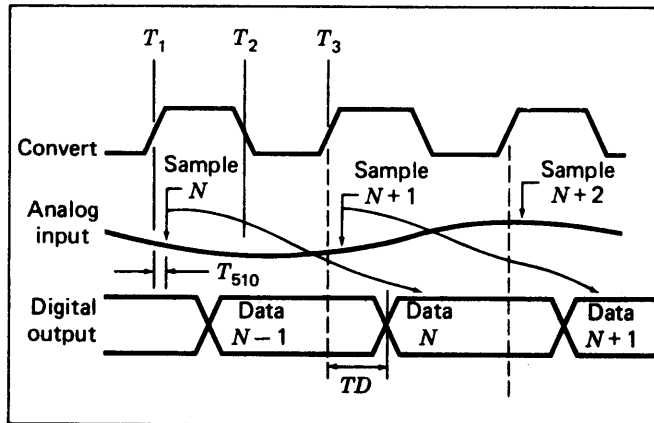 T₁ T₂ T₃
Convert
Sample N
Sample N + 1
Sample N + 2
Analog input
T₅₁₀
Digital output
Data N − 1
Data N
Data N + 1
TD